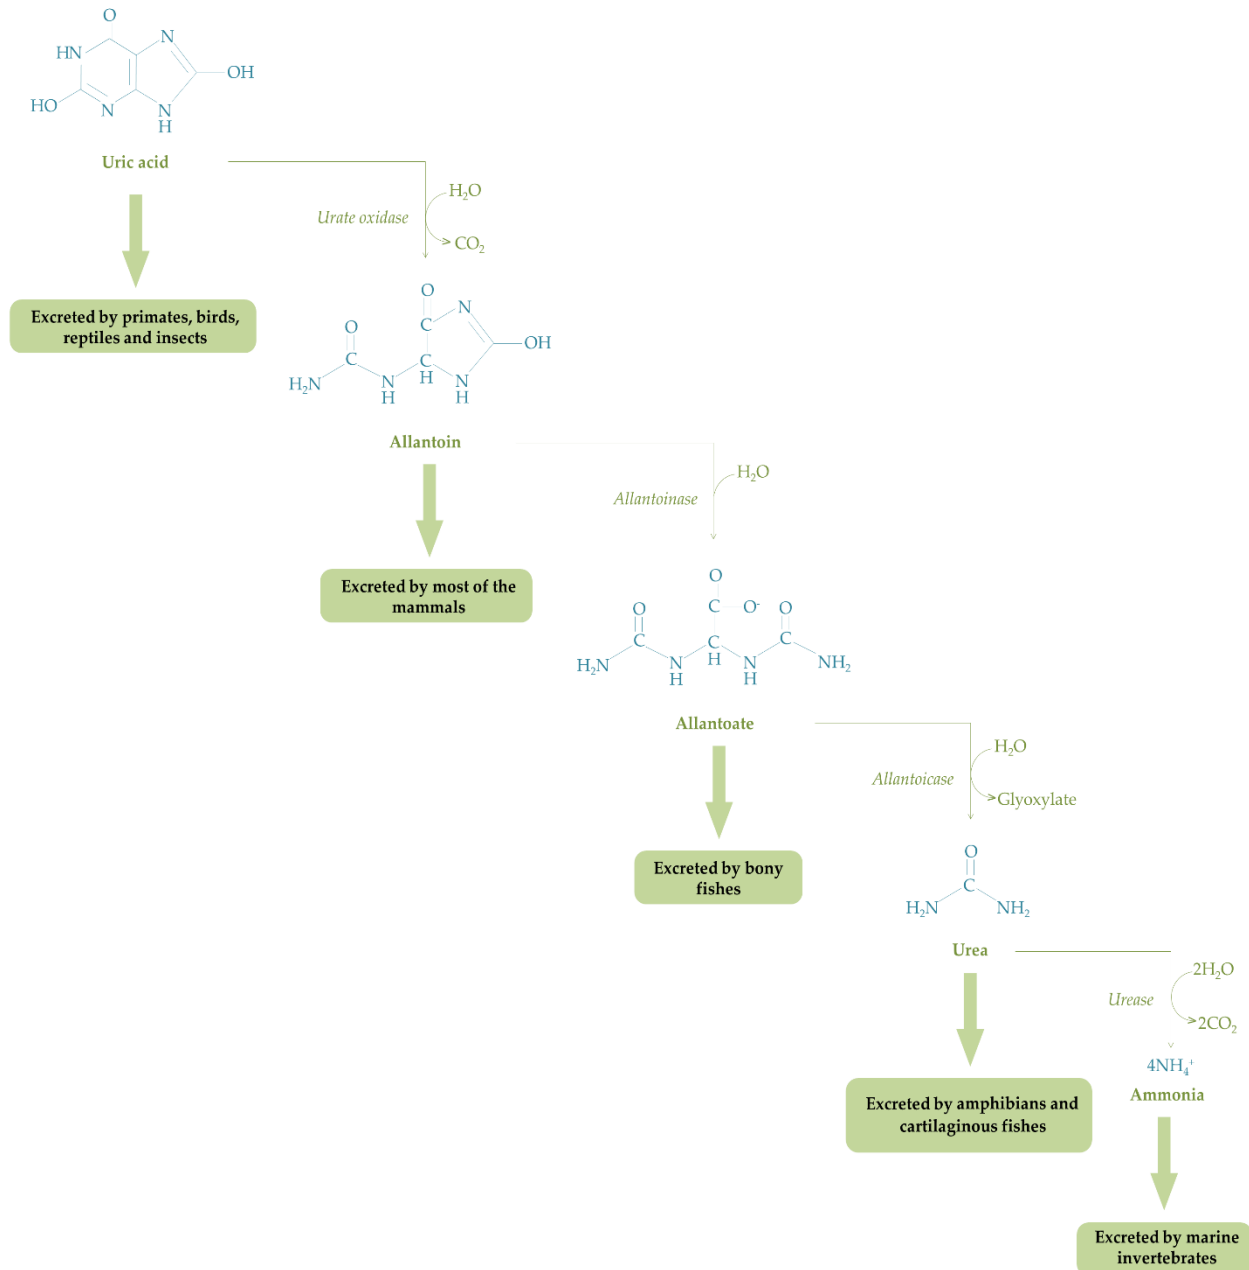 O
N
HN
OH
HO
N
N
H
Uric acid
H₂O
Urate oxidase
CO₂
Excreted by primates, birds,
reptiles and insects
O
N
O
C
OH
C
C
H₂N
N
H
N
H
H
Allantoin
H₂O
Allantoinase
Excreted by most of the
mammals
O
O
C
O⁻
O
C
C
H₂N
N
C
N
NH₂
H
H
H
Allantoate
H₂O
Allantoicase
Glyoxylate
Excreted by bony
fishes
O
C
H₂N
NH₂
Urea
2H₂O
Urease
2CO₂
4NH₄⁺
Ammonia
Excreted by amphibians and
cartilaginous fishes
Excreted by marine
invertebrates